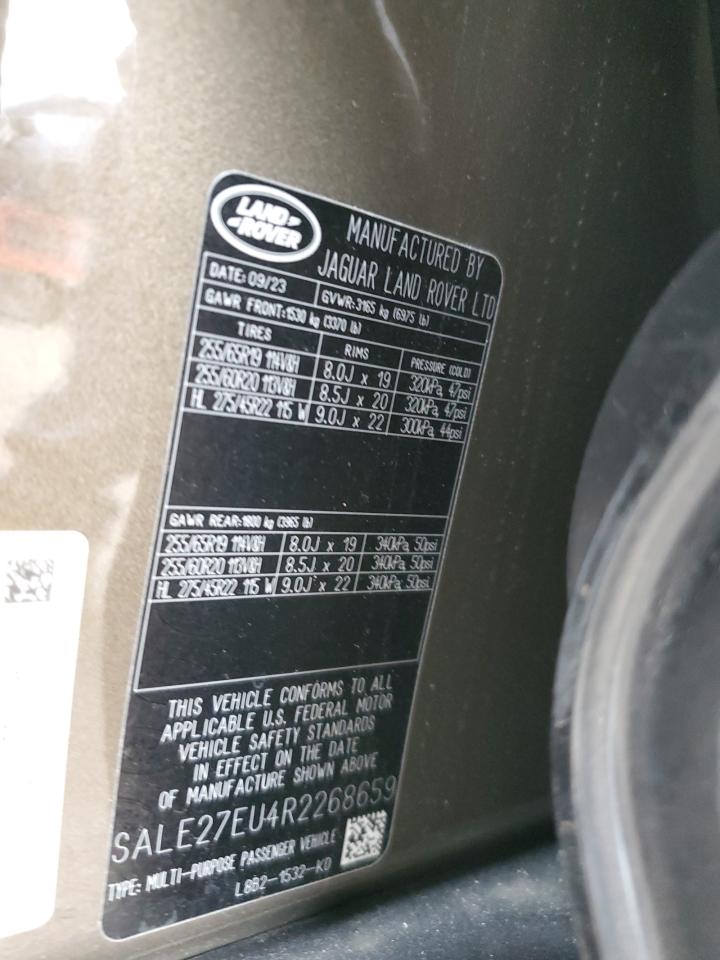 LAND
ROVER
MANUFACTURED BY
JAGUAR LAND ROVER LTD
DATE: 09/23 GVWR: 3165 kg (6975 lb)
GAWR FRONT: 1530 kg (3370 lb)
TIRES RIMS PRESSURE (COLD)
255/65R19 114V&H 8.0J x 19 320kPa, 47psi
255/60R20 113V&H 8.5J x 20 320kPa, 47psi
HL 275/45R22 115 W 9.0J x 22 300kPa, 44psi
GAWR REAR: 1800 kg (3965 lb)
255/65R19 114V&H 8.0J x 19 340kPa, 50psi
255/60R20 113V&H 8.5J x 20 340kPa, 50psi
HL 275/45R22 115 W 9.0J x 22 340kPa, 50psi
THIS VEHICLE CONFORMS TO ALL
APPLICABLE U.S. FEDERAL MOTOR
VEHICLE SAFETY STANDARDS
IN EFFECT ON THE DATE
OF MANUFACTURE SHOWN ABOVE
SALE27EU4R2268659
TYPE: MULTI-PURPOSE PASSENGER VEHICLE
L8B2-1532-KD